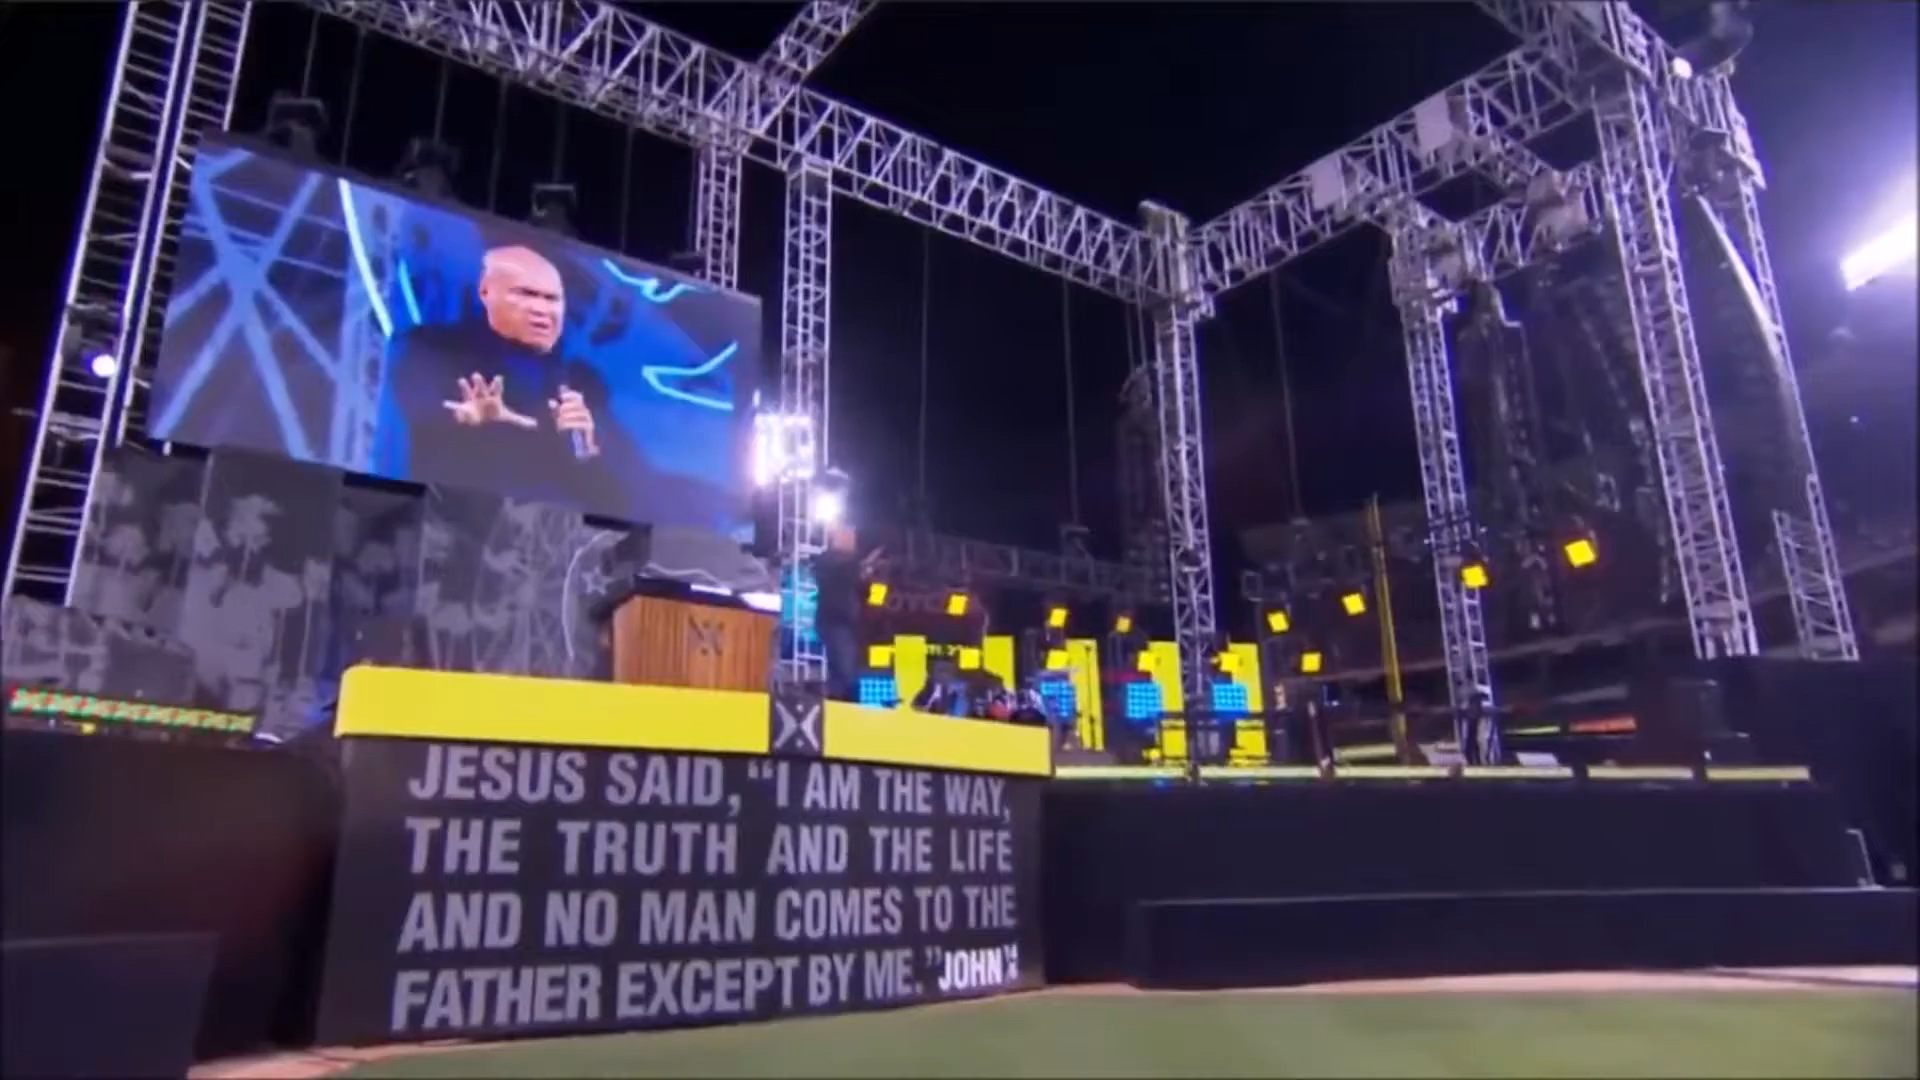 JESUS SAID, “I AM THE WAY,
THE TRUTH AND THE LIFE
AND NO MAN COMES TO THE
FATHER EXCEPT BY ME.” JOHN